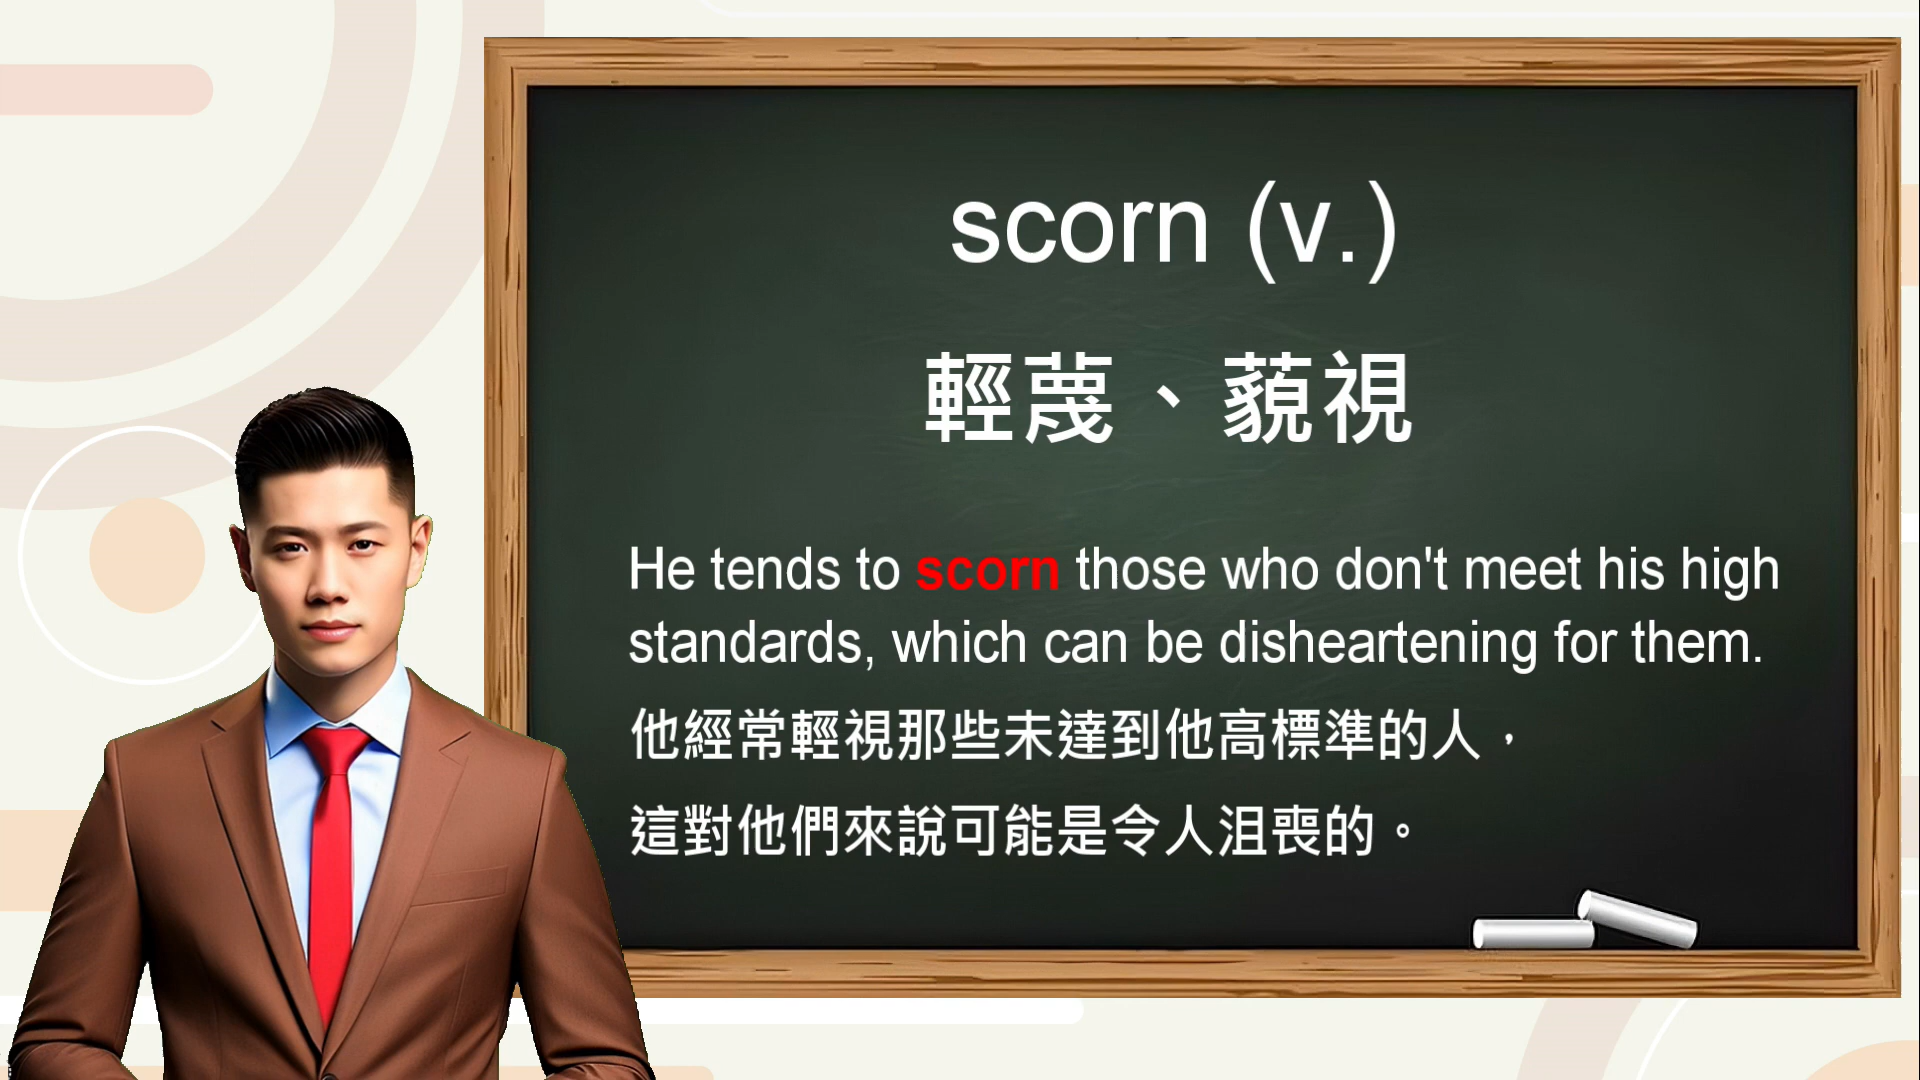 scorn (v.)
輕蔑、藐視
He tends to scorn those who don't meet his high
standards, which can be disheartening for them.
他經常輕視那些未達到他高標準的人，
這對他們來說可能是令人沮喪的。